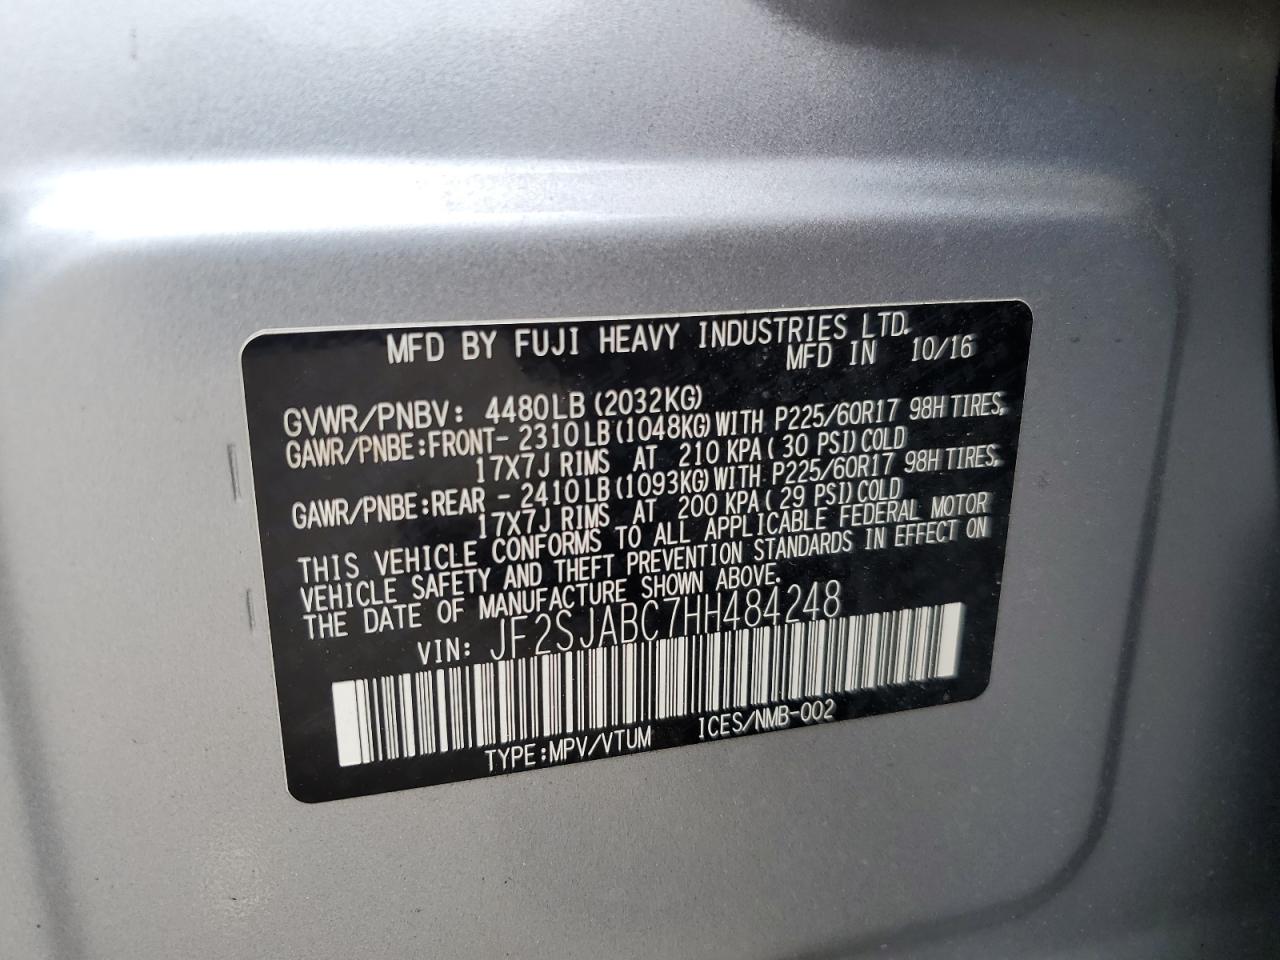 MFD BY FUJI HEAVY INDUSTRIES LTD.
MFD IN 10/16
GVWR/PNBV: 4480LB (2032KG)
GAWR/PNBE:FRONT- 2310LB(1048KG)WITH P225/60R17 98H TIRES,
17X7J RIMS AT 210 KPA( 30 PSI)COLD
GAWR/PNBE:REAR - 2410LB(1093KG)WITH P225/60R17 98H TIRES,
17X7J RIMS AT 200 KPA( 29 PSI)COLD
THIS VEHICLE CONFORMS TO ALL APPLICABLE FEDERAL MOTOR
VEHICLE SAFETY AND THEFT PREVENTION STANDARDS IN EFFECT ON
THE DATE OF MANUFACTURE SHOWN ABOVE.
VIN: JF2SJABC7HH484248
TYPE:MPV/VTUM ICES/NMB-002